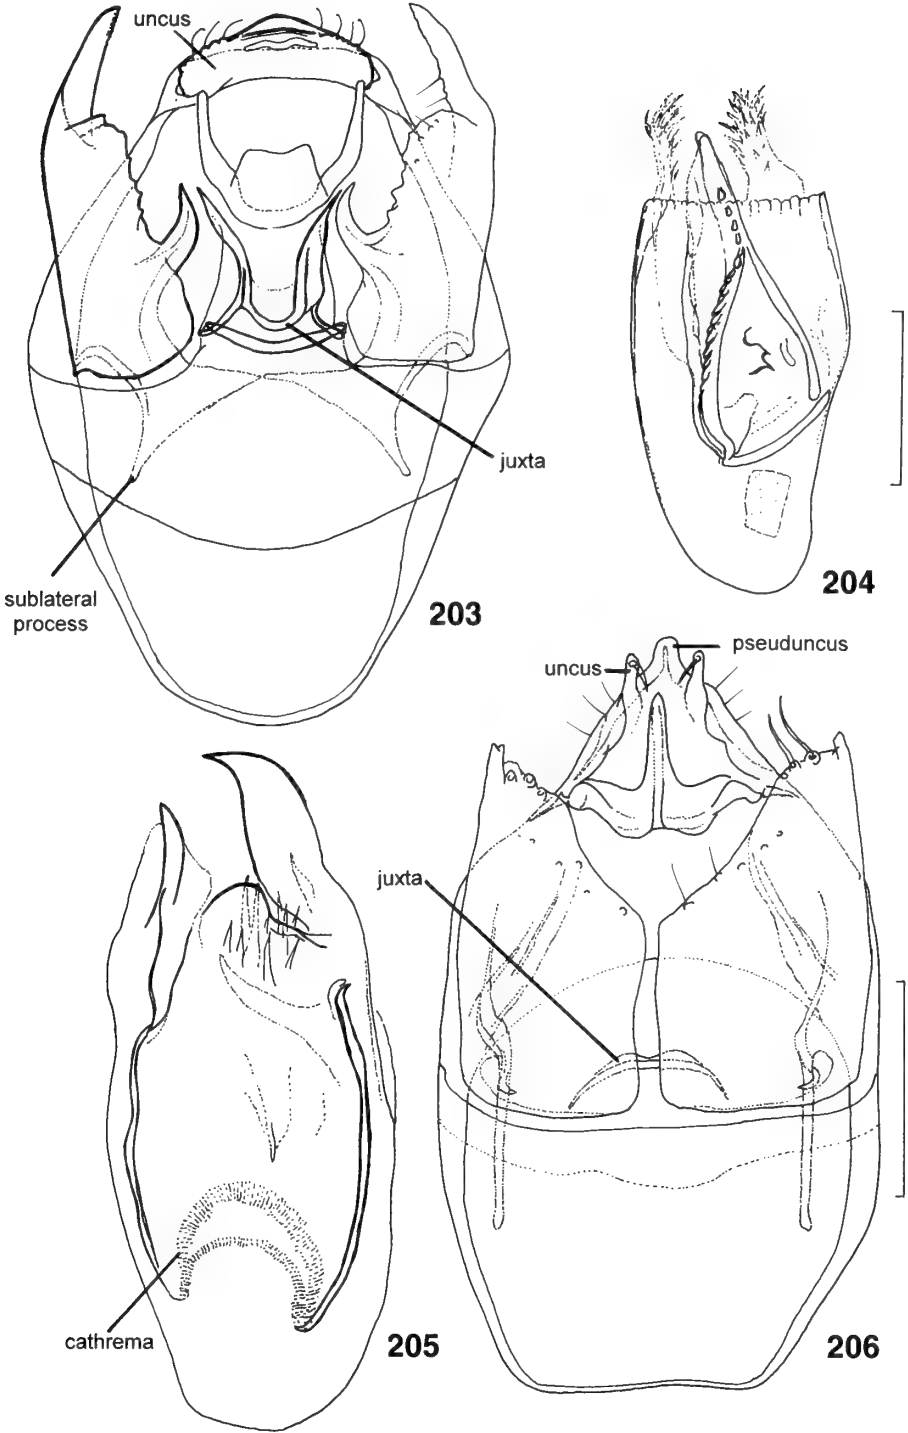 uncus
juxta
sublateral
process
203
204
pseuduncus
uncus
juxta
cathrema
205
206